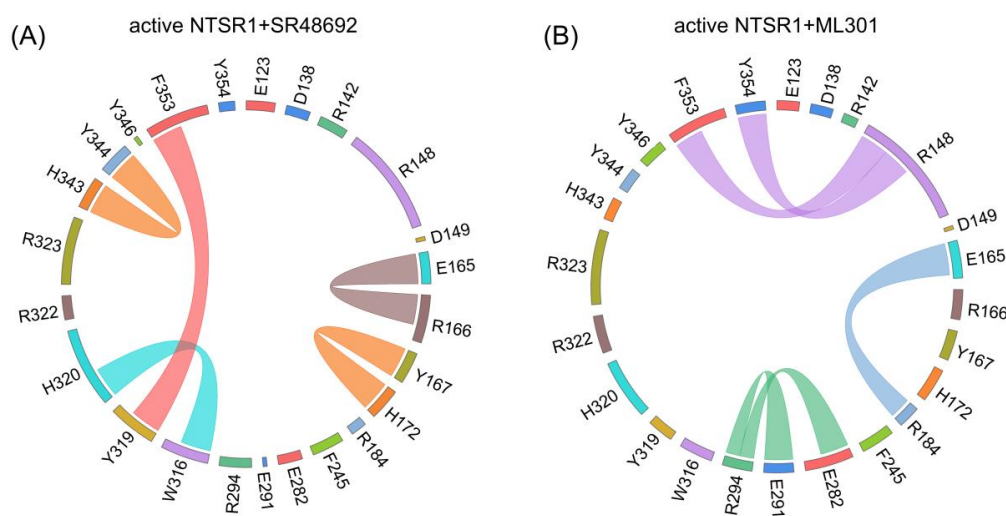 (A)
active NTSR1+SR48692
Y354
E123
D138
R142
R148
D149
E165
R166
Y167
H172
R184
F245
E282
E291
R294
W316
Y319
H320
R322
R323
H343
Y344
Y346
F353
(B)
active NTSR1+ML301
Y354
E123
D138
R142
R148
D149
E165
R166
Y167
H172
R184
F245
E282
E291
R294
W316
Y319
H320
R322
R323
H343
Y344
Y346
F353